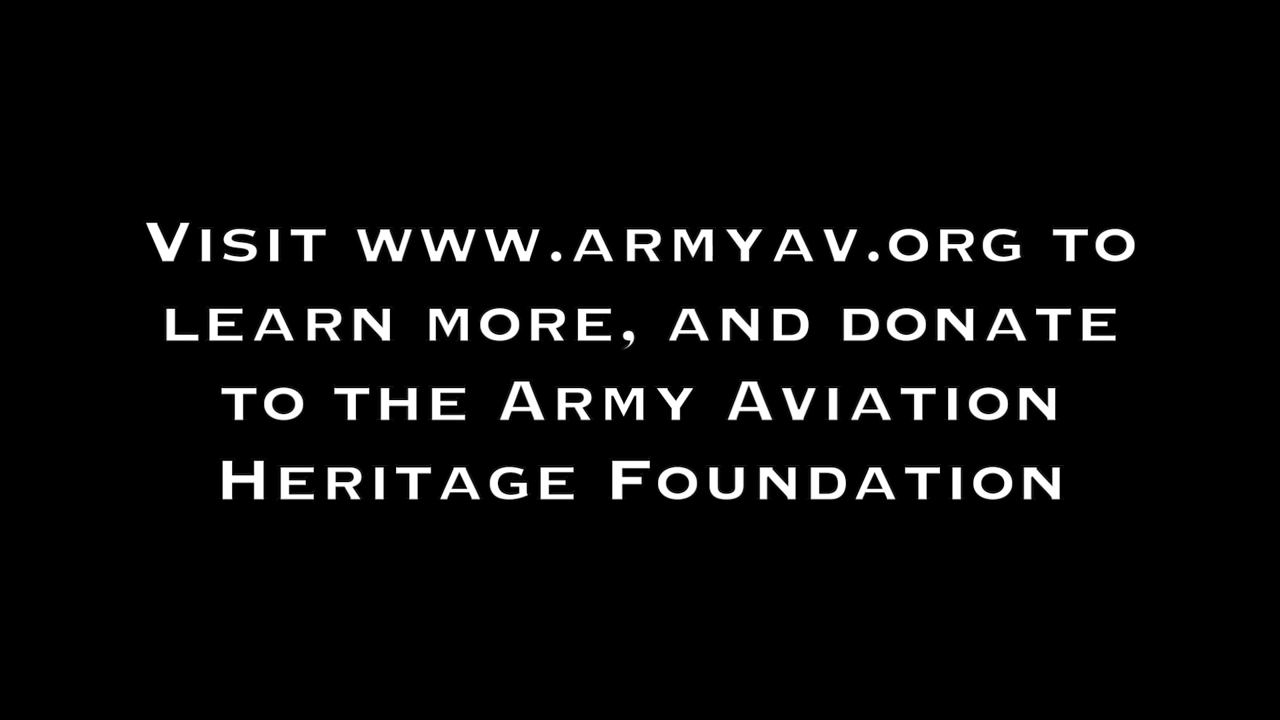 Visit www.armyav.org to
learn more, and donate
to the Army Aviation
Heritage Foundation